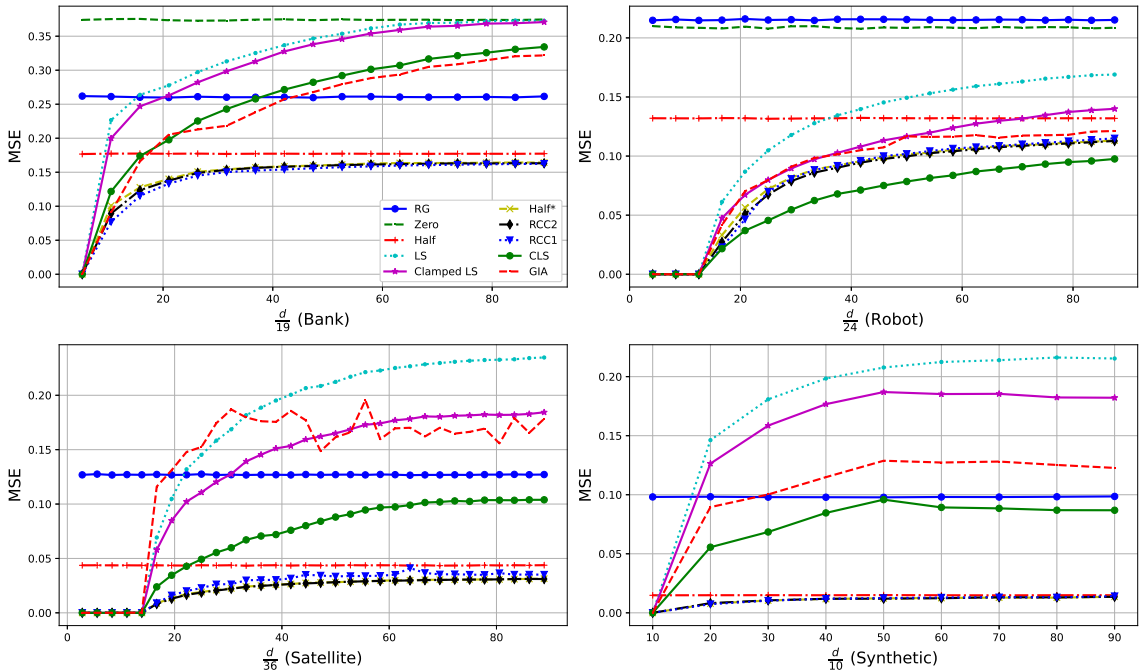 MSE
0.35
0.30
0.25
0.20
0.15
0.10
0.05
0.00
20 40 60 80
d/19 (Bank)
RG
Zero
Half
LS
Clamped LS
Half*
RCC2
RCC1
CLS
GIA
MSE
0.20
0.15
0.10
0.05
0.00
0 20 40 60 80
d/24 (Robot)
MSE
0.20
0.15
0.10
0.05
0.00
0 20 40 60 80
d/36 (Satellite)
MSE
0.20
0.15
0.10
0.05
0.00
10 20 30 40 50 60 70 80 90
d/10 (Synthetic)